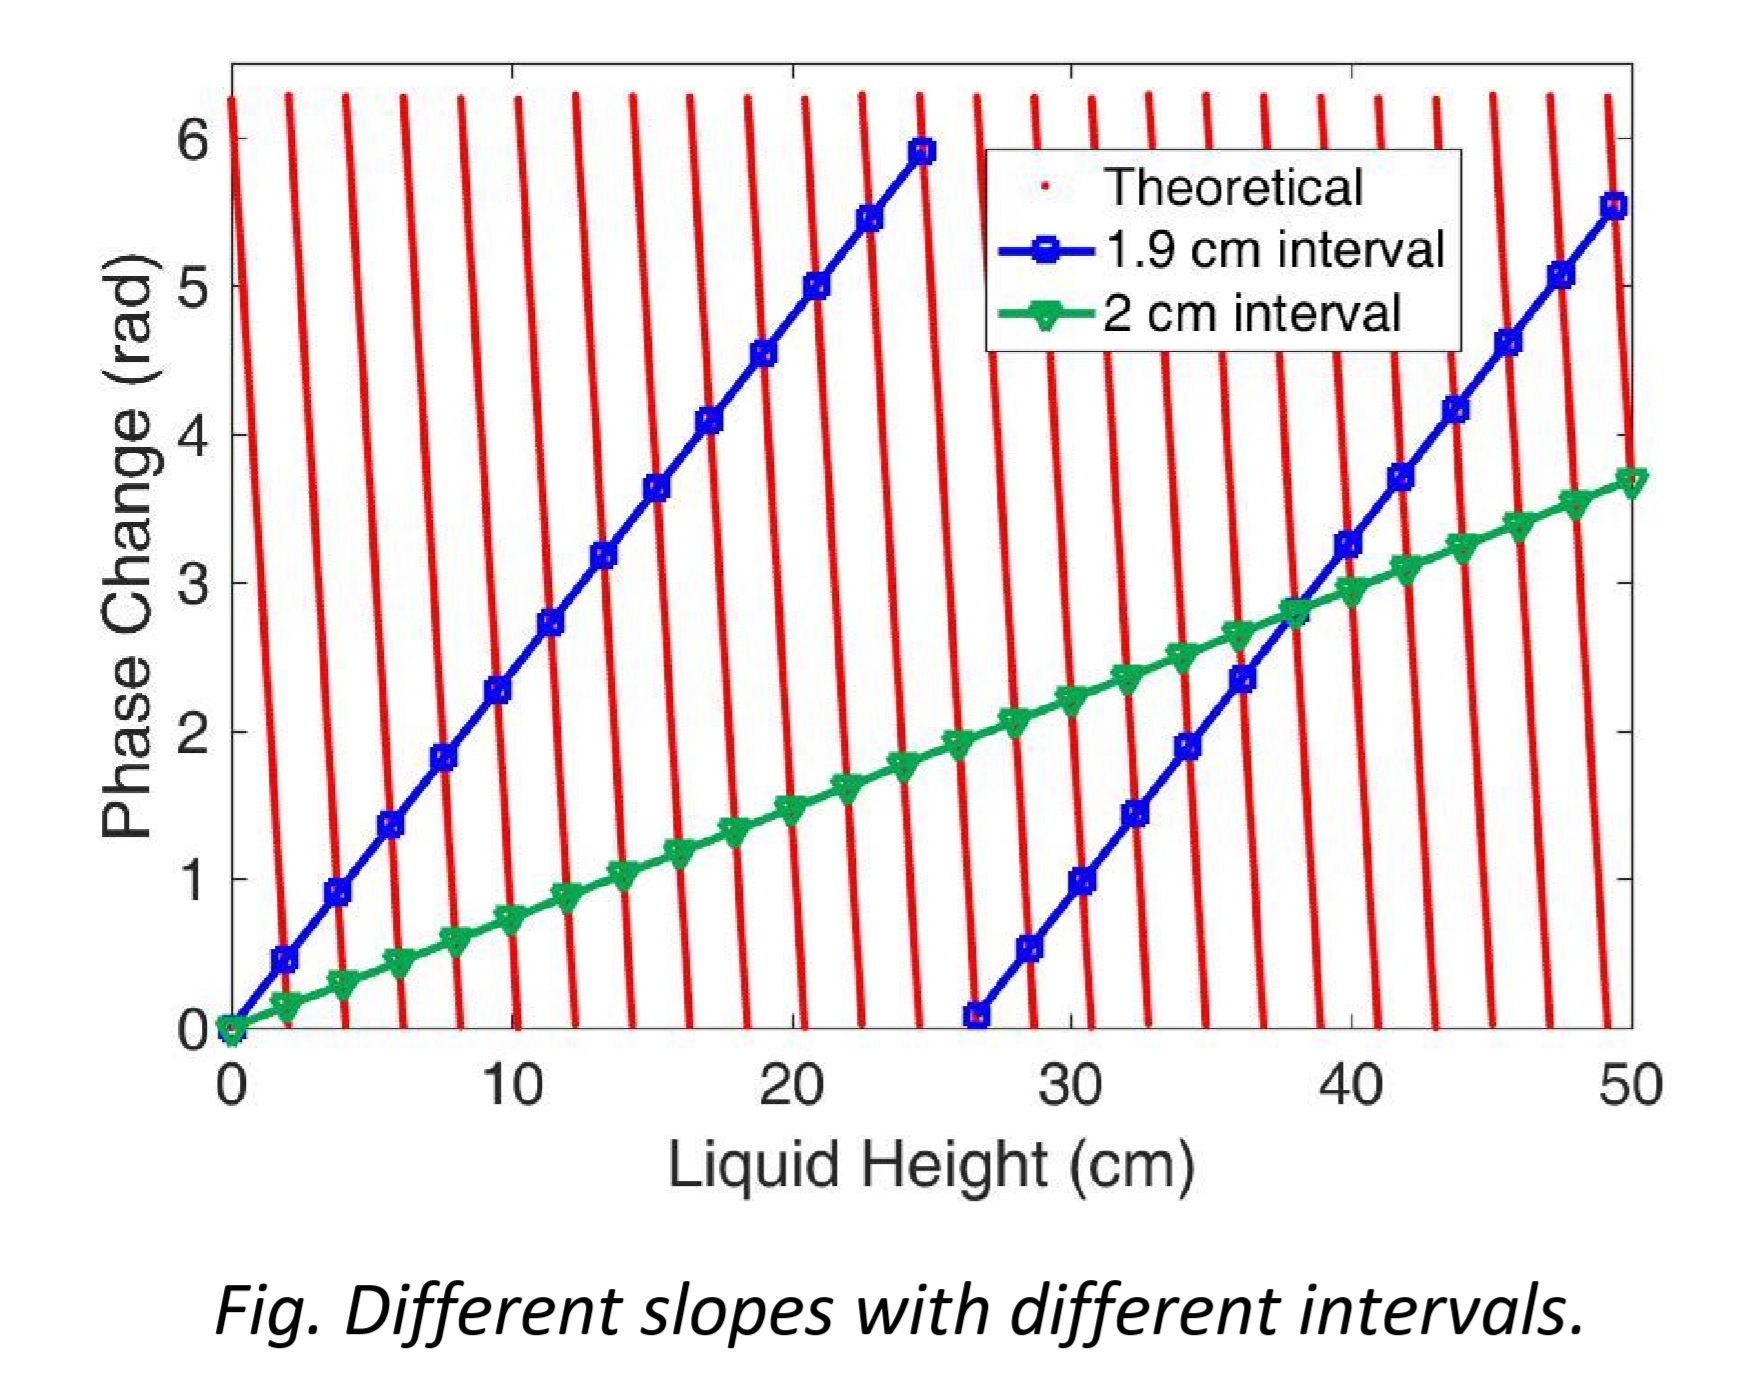 6
5
4
3
2
1
0
Phase Change (rad)
Theoretical
1.9 cm interval
2 cm interval
0 10 20 30 40 50
Liquid Height (cm)
Fig. Different slopes with different intervals.